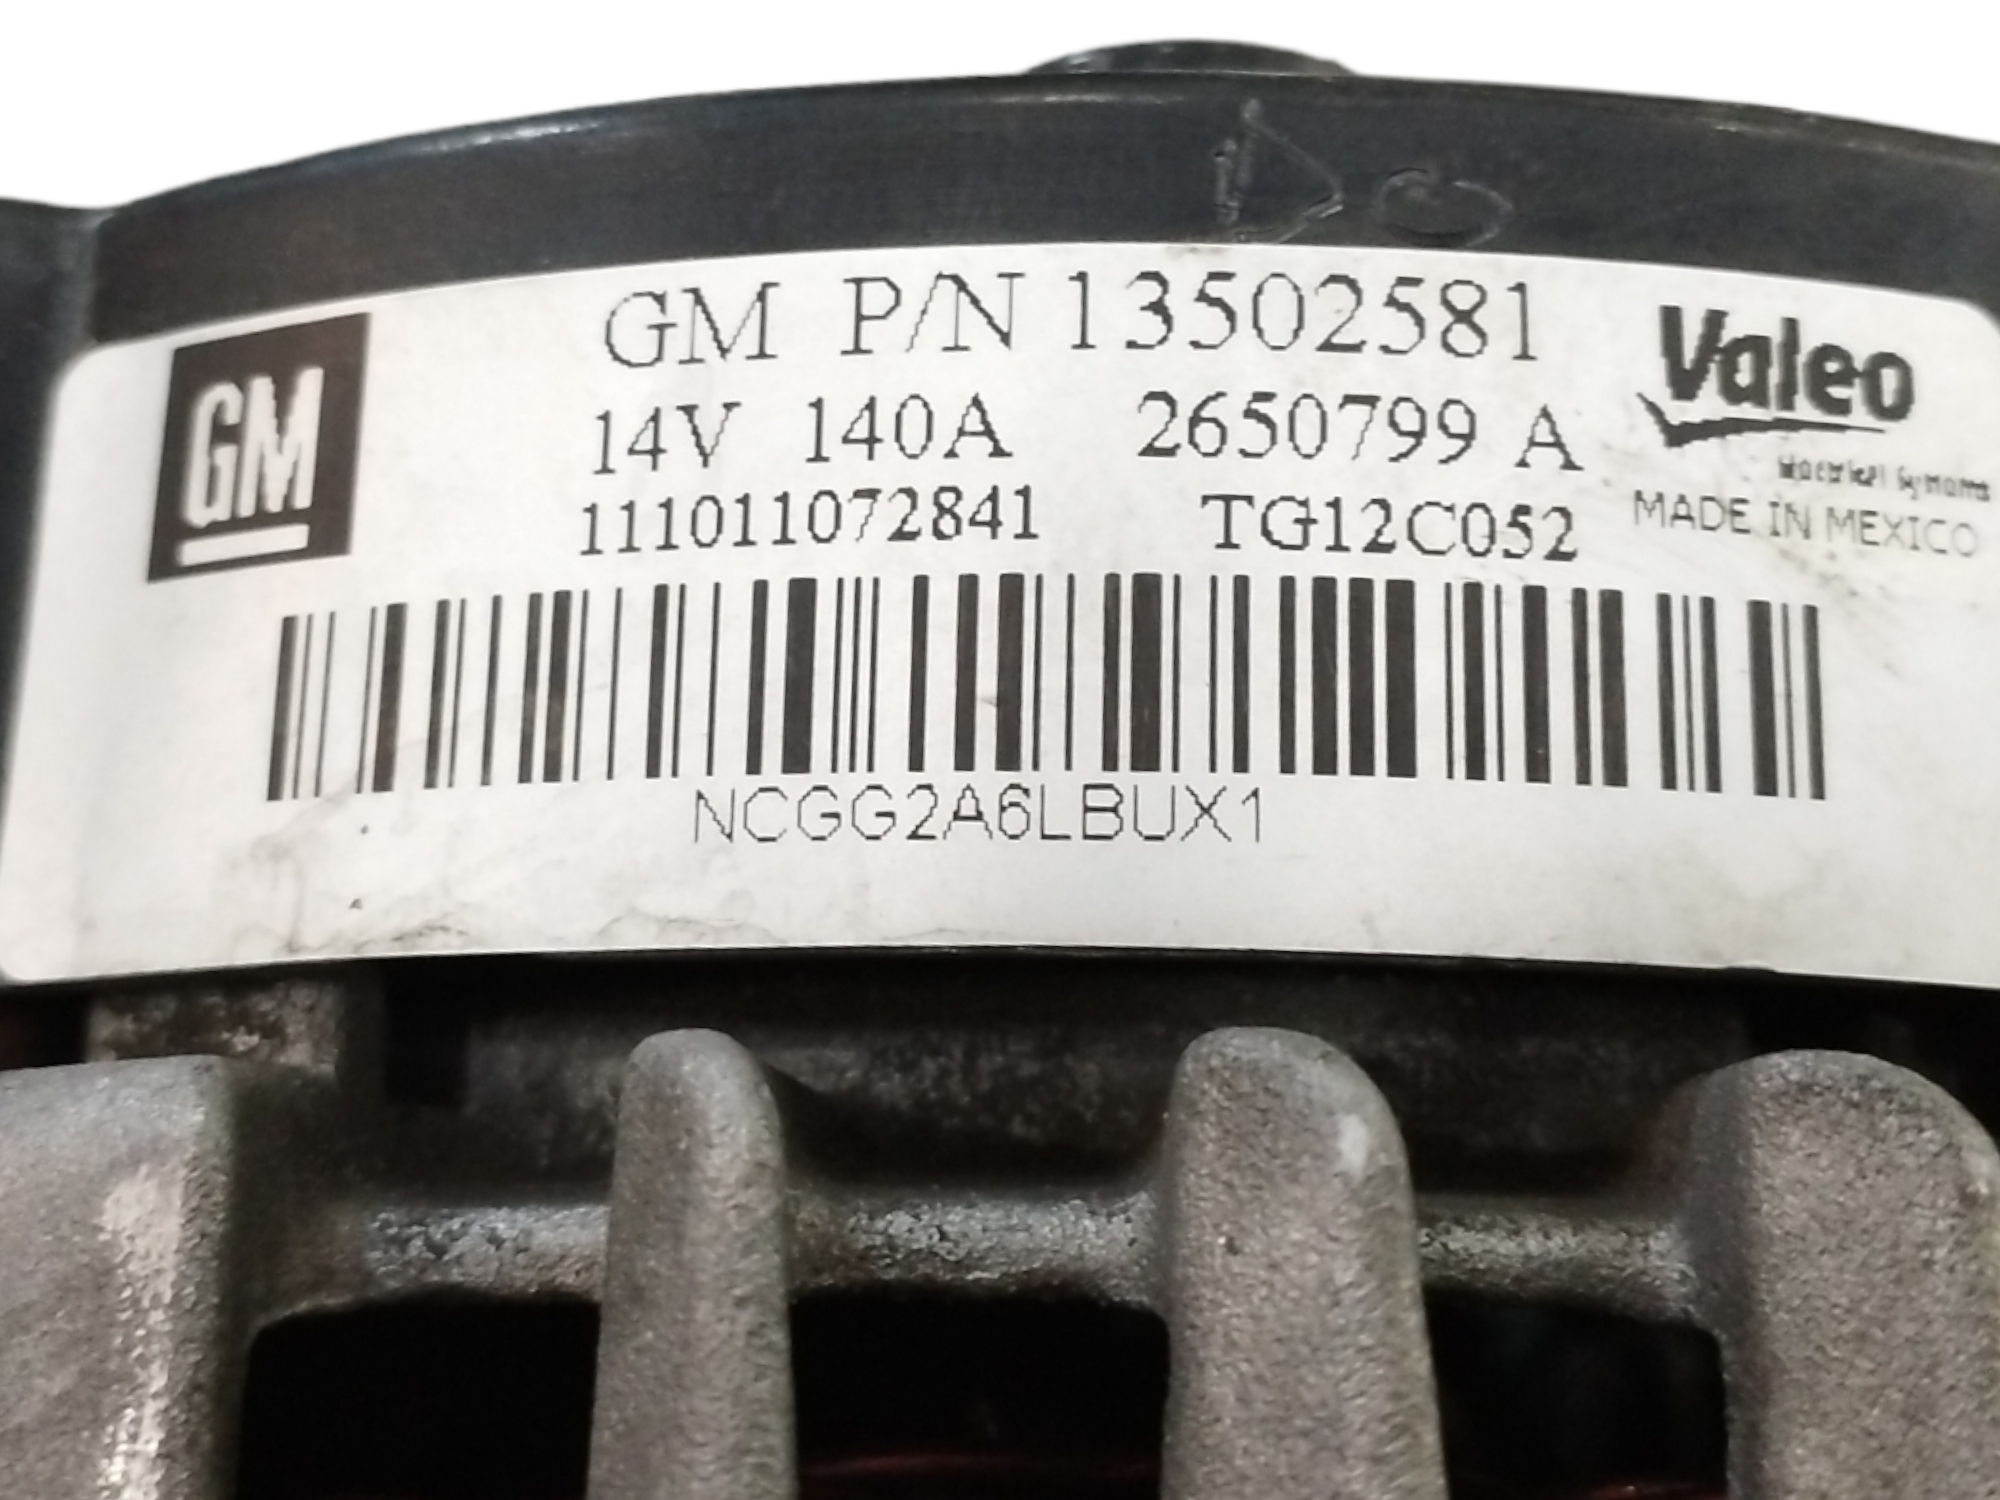 GM
GM P/N 13502581
14V 140A 2650799 A
111011072841 TG12C052
Valeo
MADE IN MEXICO
NCGG2A6LBUX1